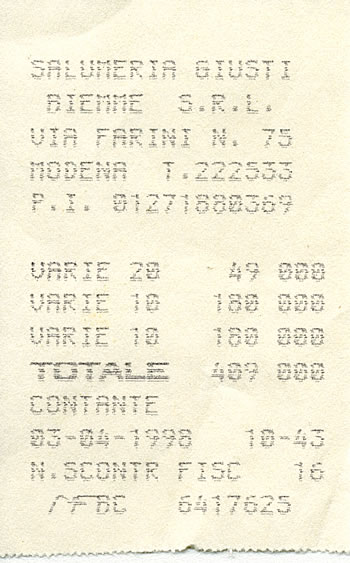 SALUMERIA GIUSTI
BIEMME S.R.L.
VIA FARINI N. 75
MODENA T.222533
P.I. 01271880369
VARIE 20 49 000
VARIE 10 180 000
VARIE 10 180 000
TOTALE 409 000
CONTANTE
03-04-1998 10-43
N.SCONTR FISC 16
6417625